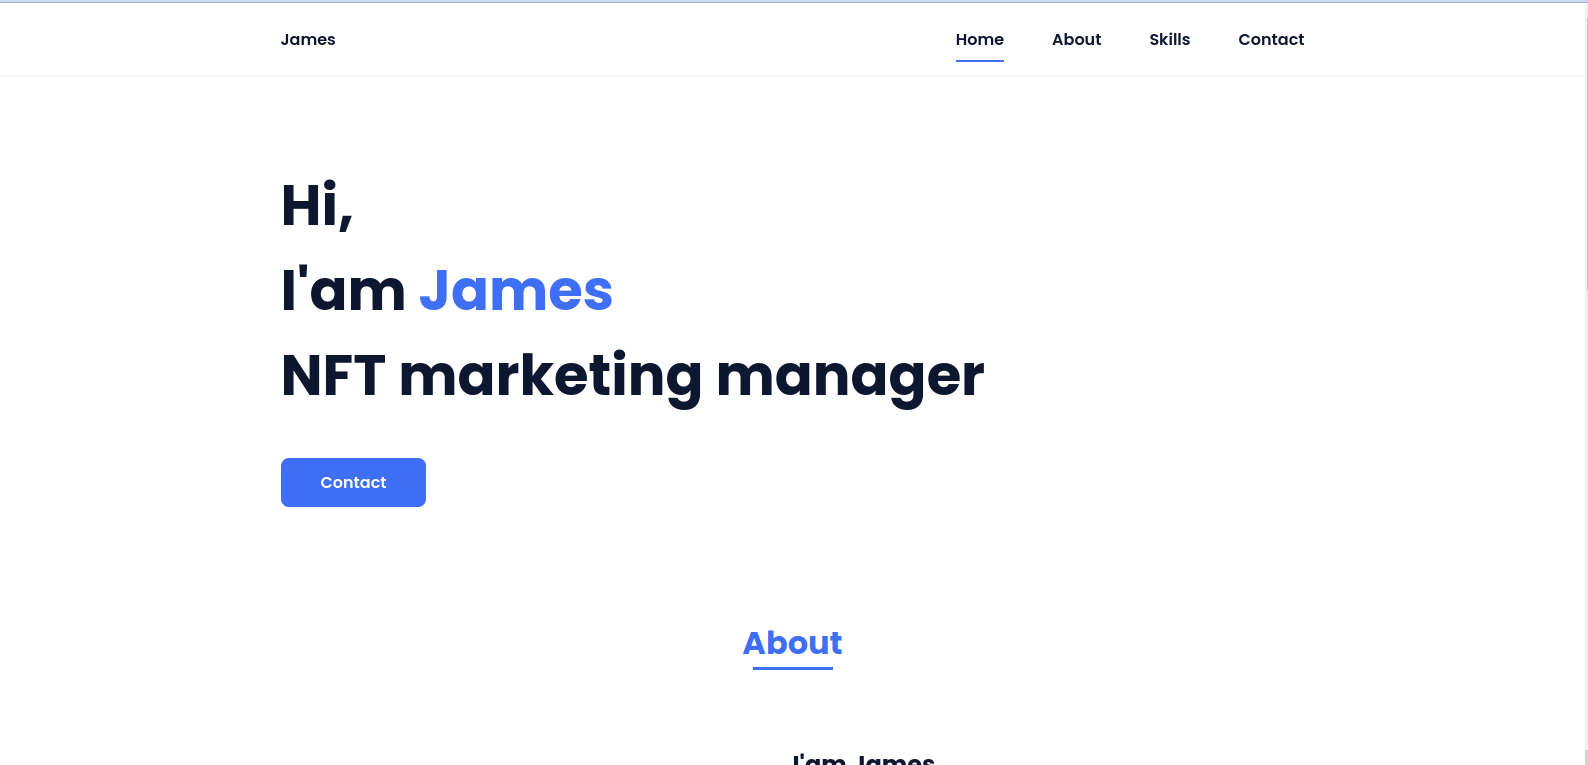 James
Home About Skills Contact
Hi,
I'am James
NFT marketing manager
Contact
About
I'am James